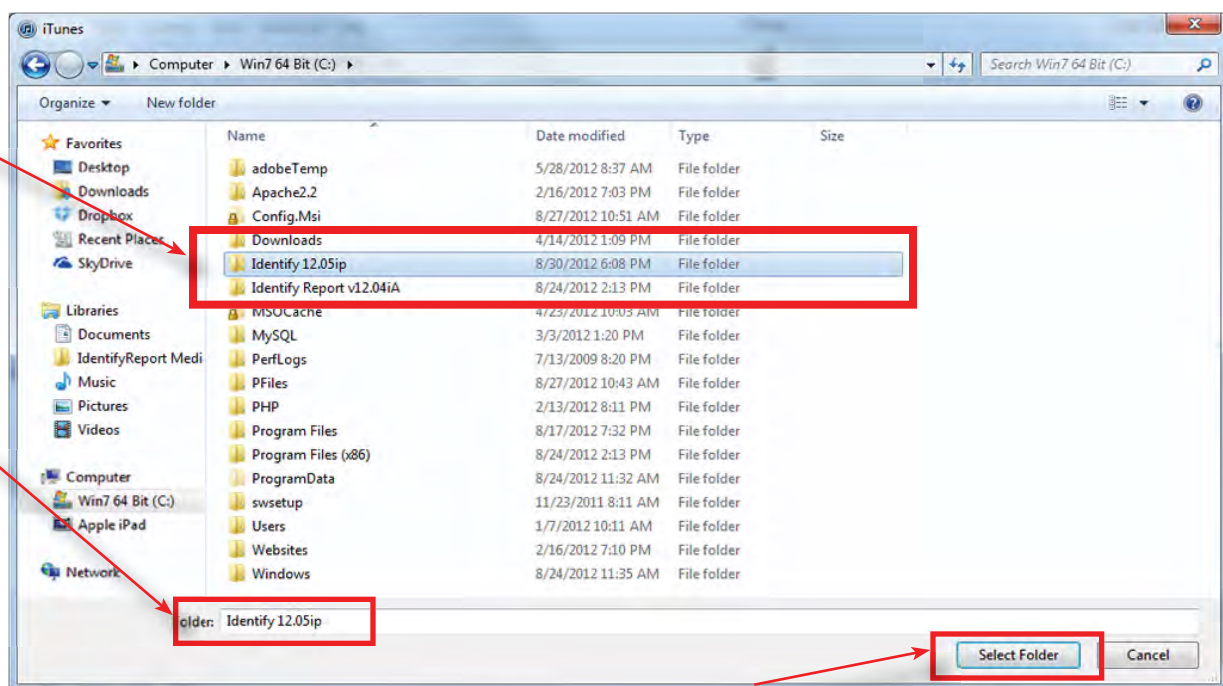 iTunes
Computer Win7 64 Bit (C:)
Search Win7 64 Bit (C:)
Organize New folder
Name Date modified Type Size
Favorites
Desktop
Downloads
Dropbox
Recent Places
SkyDrive
Libraries
Documents
IdentifyReport Medi
Music
Pictures
Videos
Computer
Win7 64 Bit (C:)
Apple iPad
Network
adobeTemp 5/28/2012 8:37 AM File folder
Apache2.2 2/16/2012 7:03 PM File folder
Config.Msi 8/27/2012 10:51 AM File folder
Downloads 4/14/2012 1:09 PM File folder
Identify 12.05ip 8/30/2012 6:08 PM File folder
Identify Report v12.04iA 8/24/2012 2:13 PM File folder
MSOCache 4/23/2012 10:03 AM File folder
MySQL 3/3/2012 1:20 PM File folder
PerfLogs 7/13/2009 8:20 PM File folder
PFiles 8/27/2012 10:43 AM File folder
PHP 2/13/2012 8:11 PM File folder
Program Files 8/17/2012 7:32 PM File folder
Program Files (x86) 8/24/2012 2:13 PM File folder
ProgramData 8/24/2012 11:32 AM File folder
swsetup 11/23/2011 8:11 AM File folder
Users 1/7/2012 10:11 AM File folder
Websites 2/16/2012 7:10 PM File folder
Windows 8/24/2012 11:35 AM File folder
older: Identify 12.05ip
Select Folder Cancel